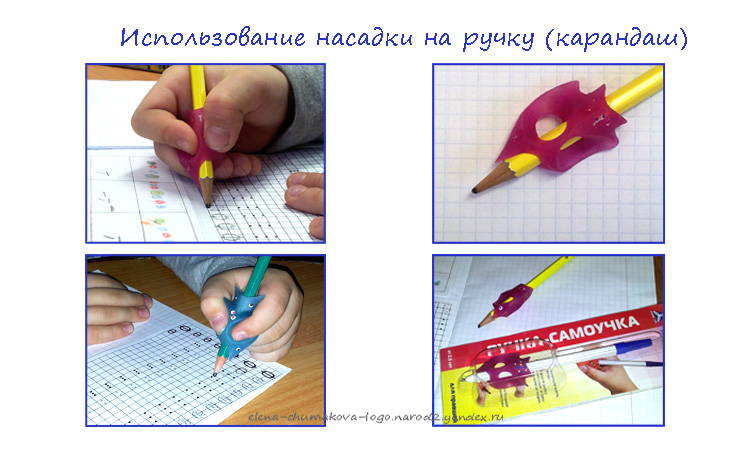 Использование насадки на ручку (карандаш)
РУЧКА-САМОУЧКА
elena-chumakova-logo.narod2.yandex.ru